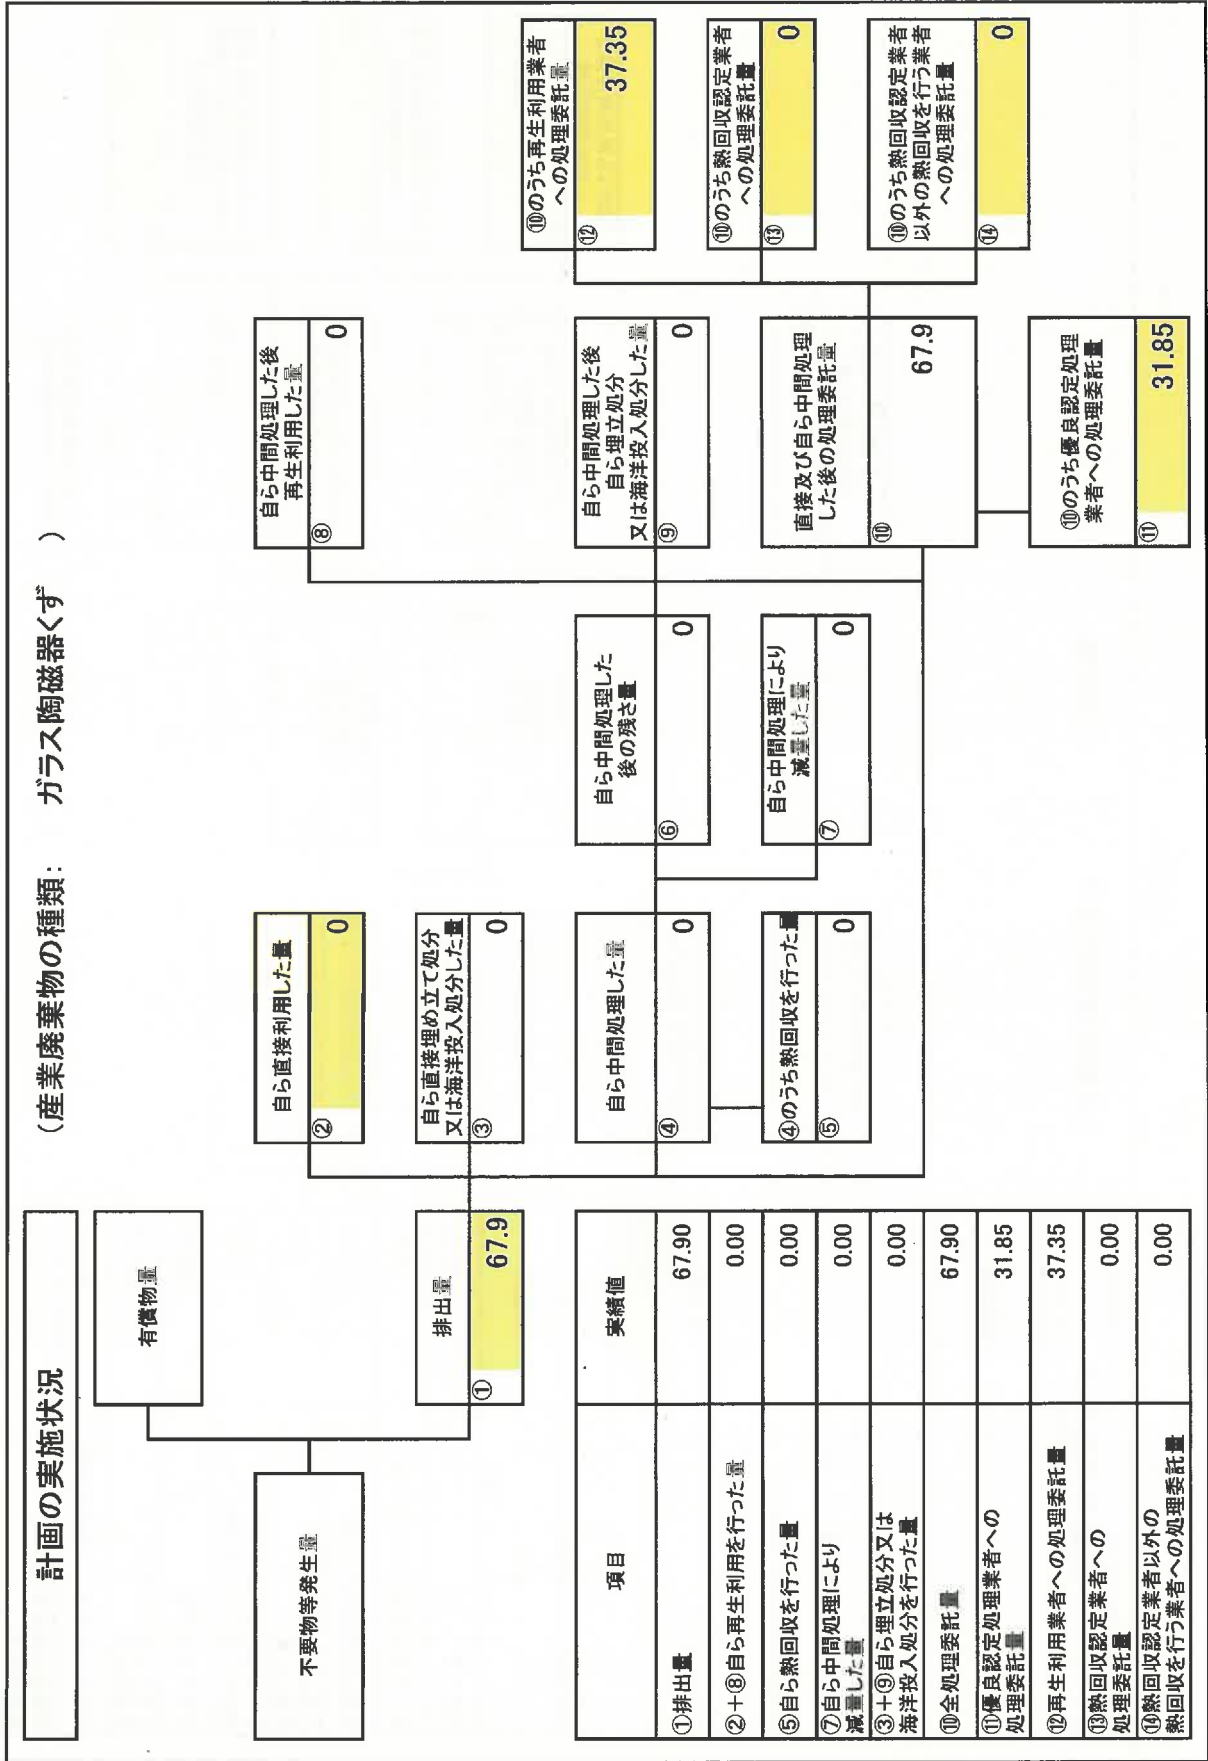 計画の実施状況
(産業廃棄物の種類： ガラス陶磁器くず )
有償物量
不要物等発生量
排出量
① 67.9
自ら直接利用した量
② 0
自ら直接埋め立て処分
又は海洋投入処分した量
③ 0
自ら中間処理した量
④ 0
④のうち熱回収を行った量
⑤ 0
自ら中間処理した
後の残さ量
⑥ 0
自ら中間処理により
減量した量
⑦ 0
自ら中間処理した後
再生利用した量
⑧ 0
自ら中間処理した後
自ら埋立処分
又は海洋投入処分した量
⑨ 0
直接及び自ら中間処理
した後の処理委託量
⑩ 67.9
⑩のうち優良認定処理
業者への処理委託量
⑪ 31.85
⑩のうち再生利用業者
への処理委託量
⑫ 37.35
⑩のうち熱回収認定業者
への処理委託量
⑬ 0
⑩のうち熱回収認定業者
以外の熱回収を行う業者
への処理委託量
⑭ 0
項目 実績値
①排出量 67.90
②＋⑧自ら再生利用を行った量 0.00
⑤自ら熱回収を行った量 0.00
⑦自ら中間処理により
減量した量 0.00
③＋⑨自ら埋立処分又は
海洋投入処分を行った量 0.00
⑩全処理委託量 67.90
⑪優良認定処理業者への
処理委託量 31.85
⑫再生利用業者への処理委託量 37.35
⑬熱回収認定業者への
処理委託量 0.00
⑭熱回収認定業者以外の
熱回収を行う業者への処理委託量 0.00